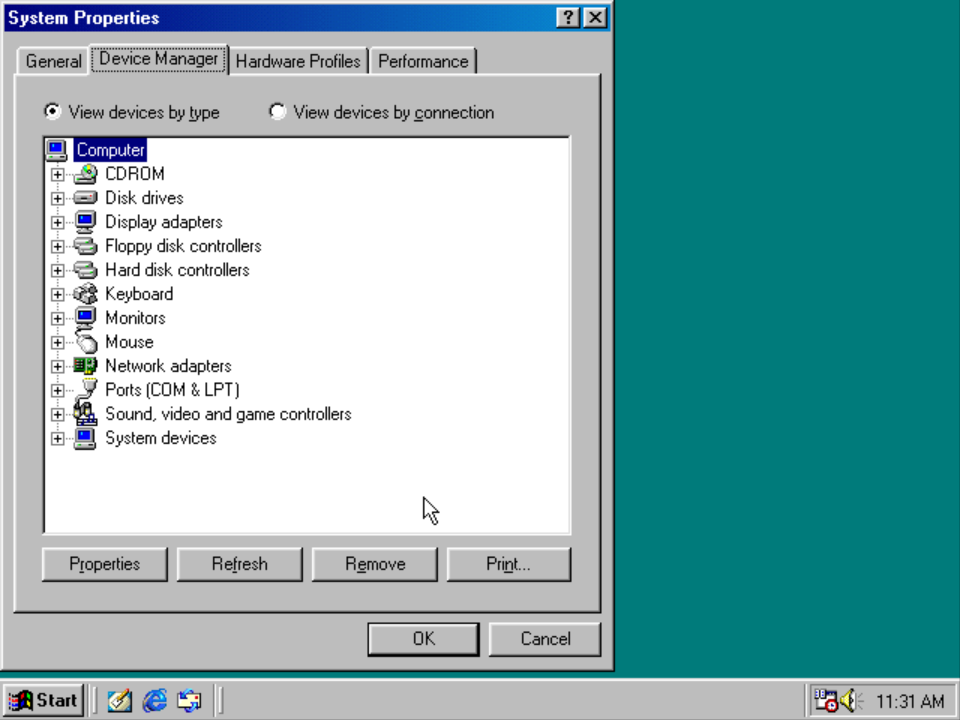 System Properties
General Device Manager Hardware Profiles Performance
View devices by type View devices by connection
Computer
CDROM
Disk drives
Display adapters
Floppy disk controllers
Hard disk controllers
Keyboard
Monitors
Mouse
Network adapters
Ports (COM & LPT)
Sound, video and game controllers
System devices
Properties Refresh Remove Print...
OK Cancel
Start 11:31 AM